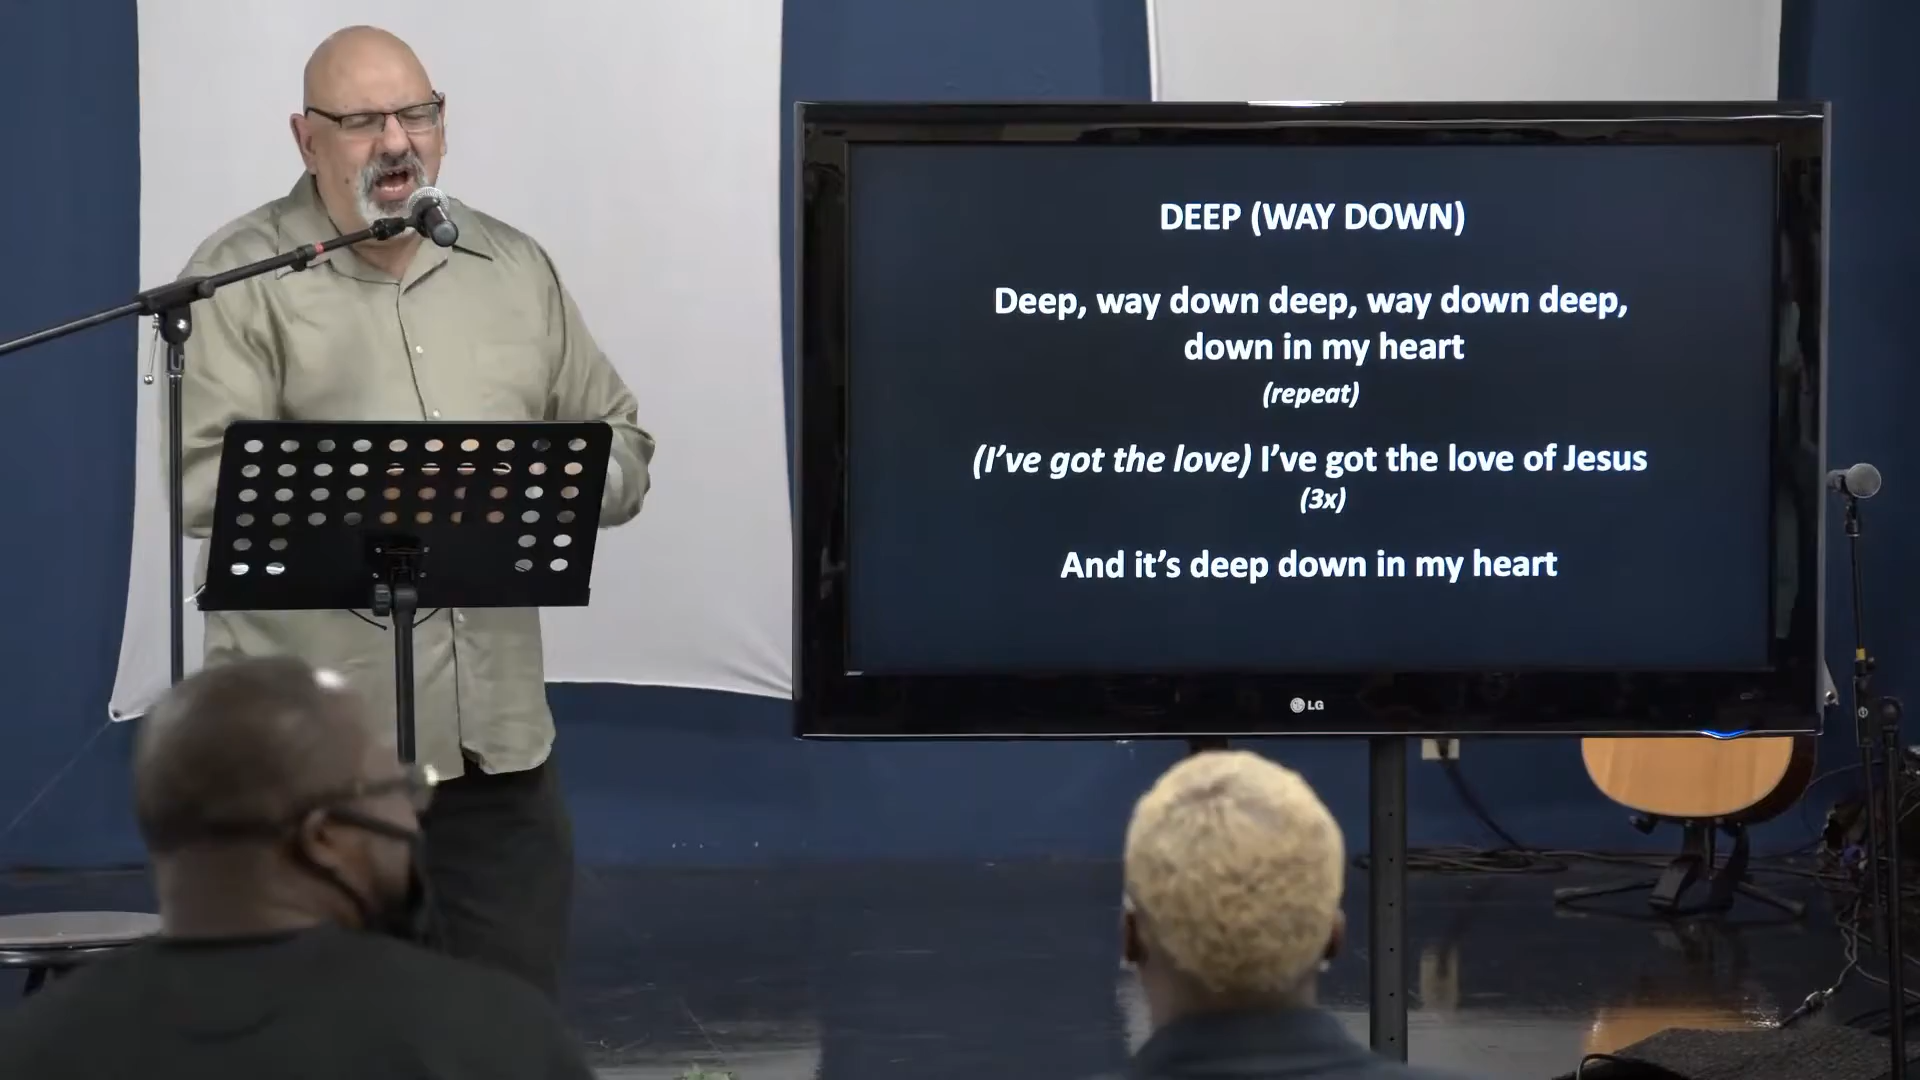 DEEP (WAY DOWN)
Deep, way down deep, way down deep,
down in my heart
(repeat)
(I’ve got the love) I’ve got the love of Jesus
(3x)
And it’s deep down in my heart
LG